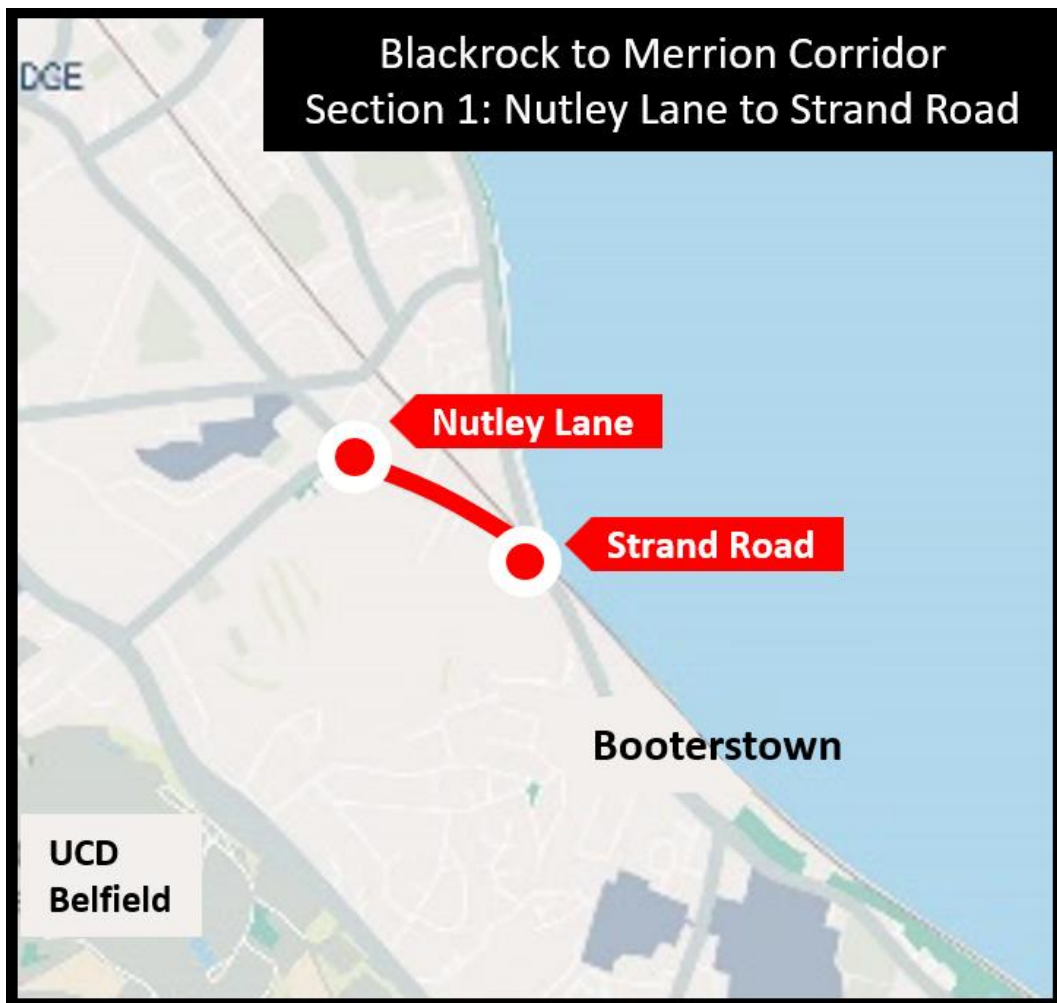 Blackrock to Merrion Corridor
Section 1: Nutley Lane to Strand Road
DGE
Nutley Lane
Strand Road
Booterstown
UCD
Belfield